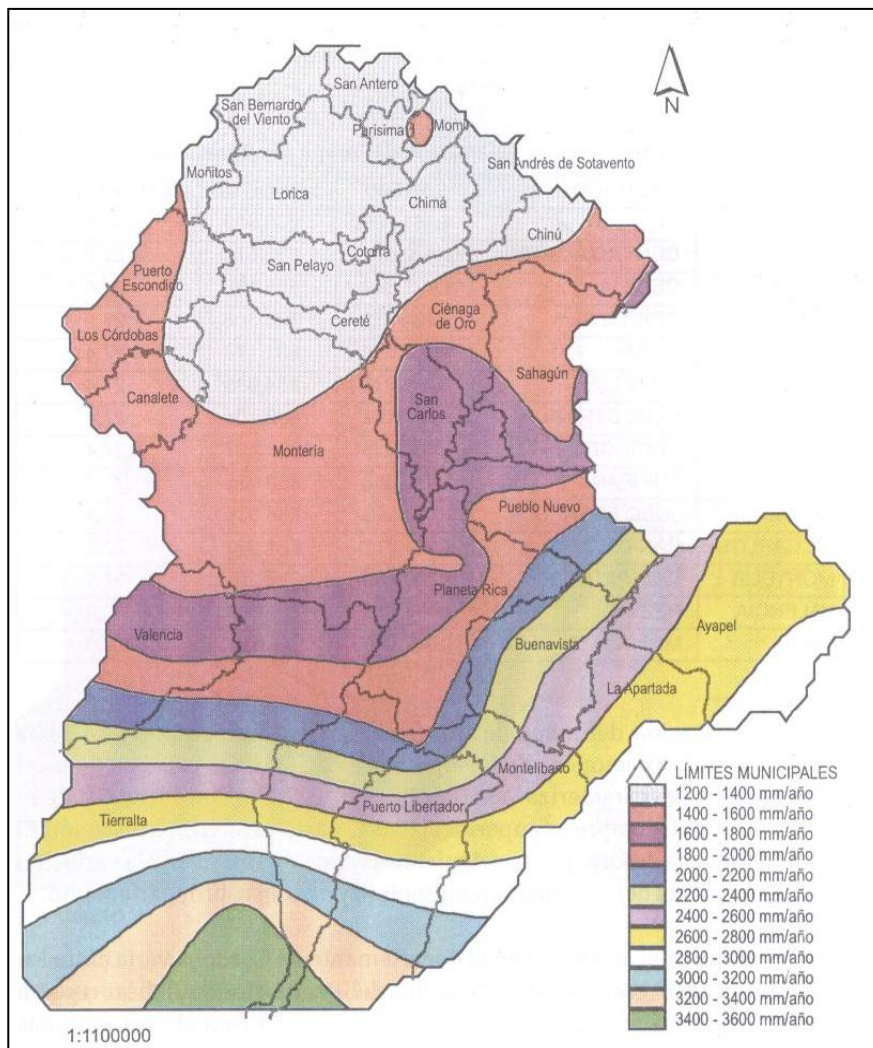 San Antero
San Bernardo
del Viento
Momil
Purísima
San Andrés de Sotavento
Moñitos
Lorica
Chimá
Chinú
Cotorra
Puerto
Escondido
San Pelayo
Ciénaga
de Oro
Cereté
Los Córdobas
Sahagún
Canalete
San
Carlos
Montería
Pueblo Nuevo
Planeta Rica
Valencia
Ayapel
Buenavista
La Apartada
Montelíbano
Puerto Libertador
Tierralta
N
LÍMITES MUNICIPALES
1200 - 1400 mm/año
1400 - 1600 mm/año
1600 - 1800 mm/año
1800 - 2000 mm/año
2000 - 2200 mm/año
2200 - 2400 mm/año
2400 - 2600 mm/año
2600 - 2800 mm/año
2800 - 3000 mm/año
3000 - 3200 mm/año
3200 - 3400 mm/año
3400 - 3600 mm/año
1:1100000